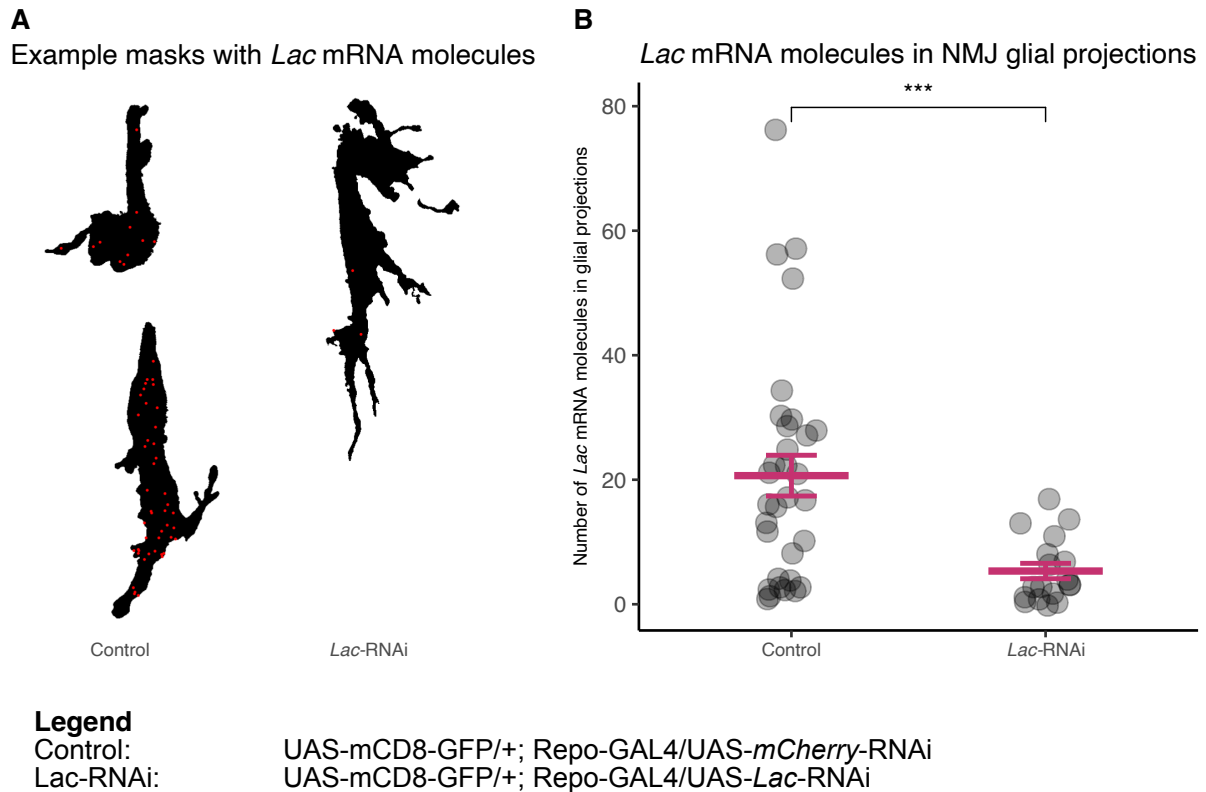 A
Example masks with Lac mRNA molecules
Control
Lac-RNAi
B
Lac mRNA molecules in NMJ glial projections
***
Number of Lac mRNA molecules in glial projections
80
60
40
20
0
Control
Lac-RNAi
Legend
Control: UAS-mCD8-GFP/+; Repo-GAL4/UAS-mCherry-RNAi
Lac-RNAi: UAS-mCD8-GFP/+; Repo-GAL4/UAS-Lac-RNAi